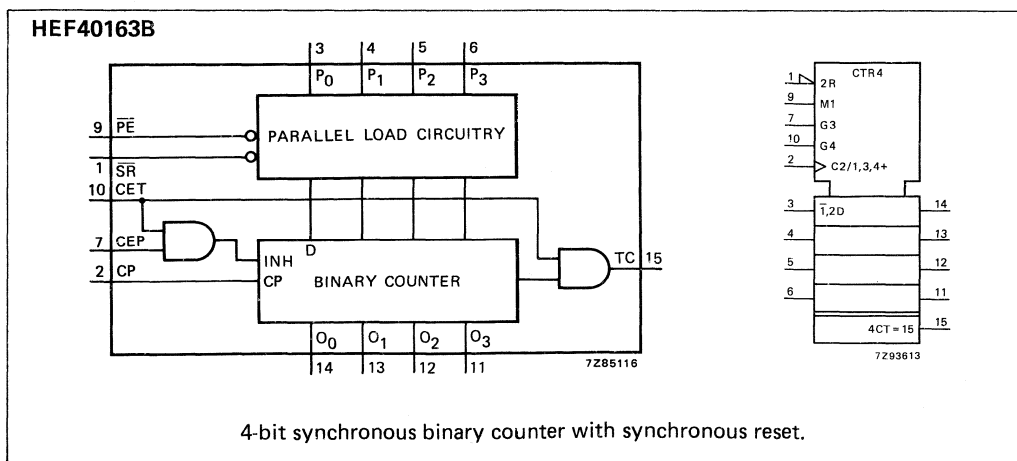 HEF40163B
3 4 5 6
P0 P1 P2 P3
9 P̅E̅
PARALLEL LOAD CIRCUITRY
1 S̅R̅
10 CET
7 CEP
2 CP
D
INH
CP
BINARY COUNTER
TC 15
O0 O1 O2 O3
14 13 12 11
7Z85116
CTR4
1 2R
9 M1
7 G3
10 G4
2 C2/1,3,4+
3 1̅,2D 14
4 13
5 12
6 11
4CT=15 15
7Z93613
4-bit synchronous binary counter with synchronous reset.